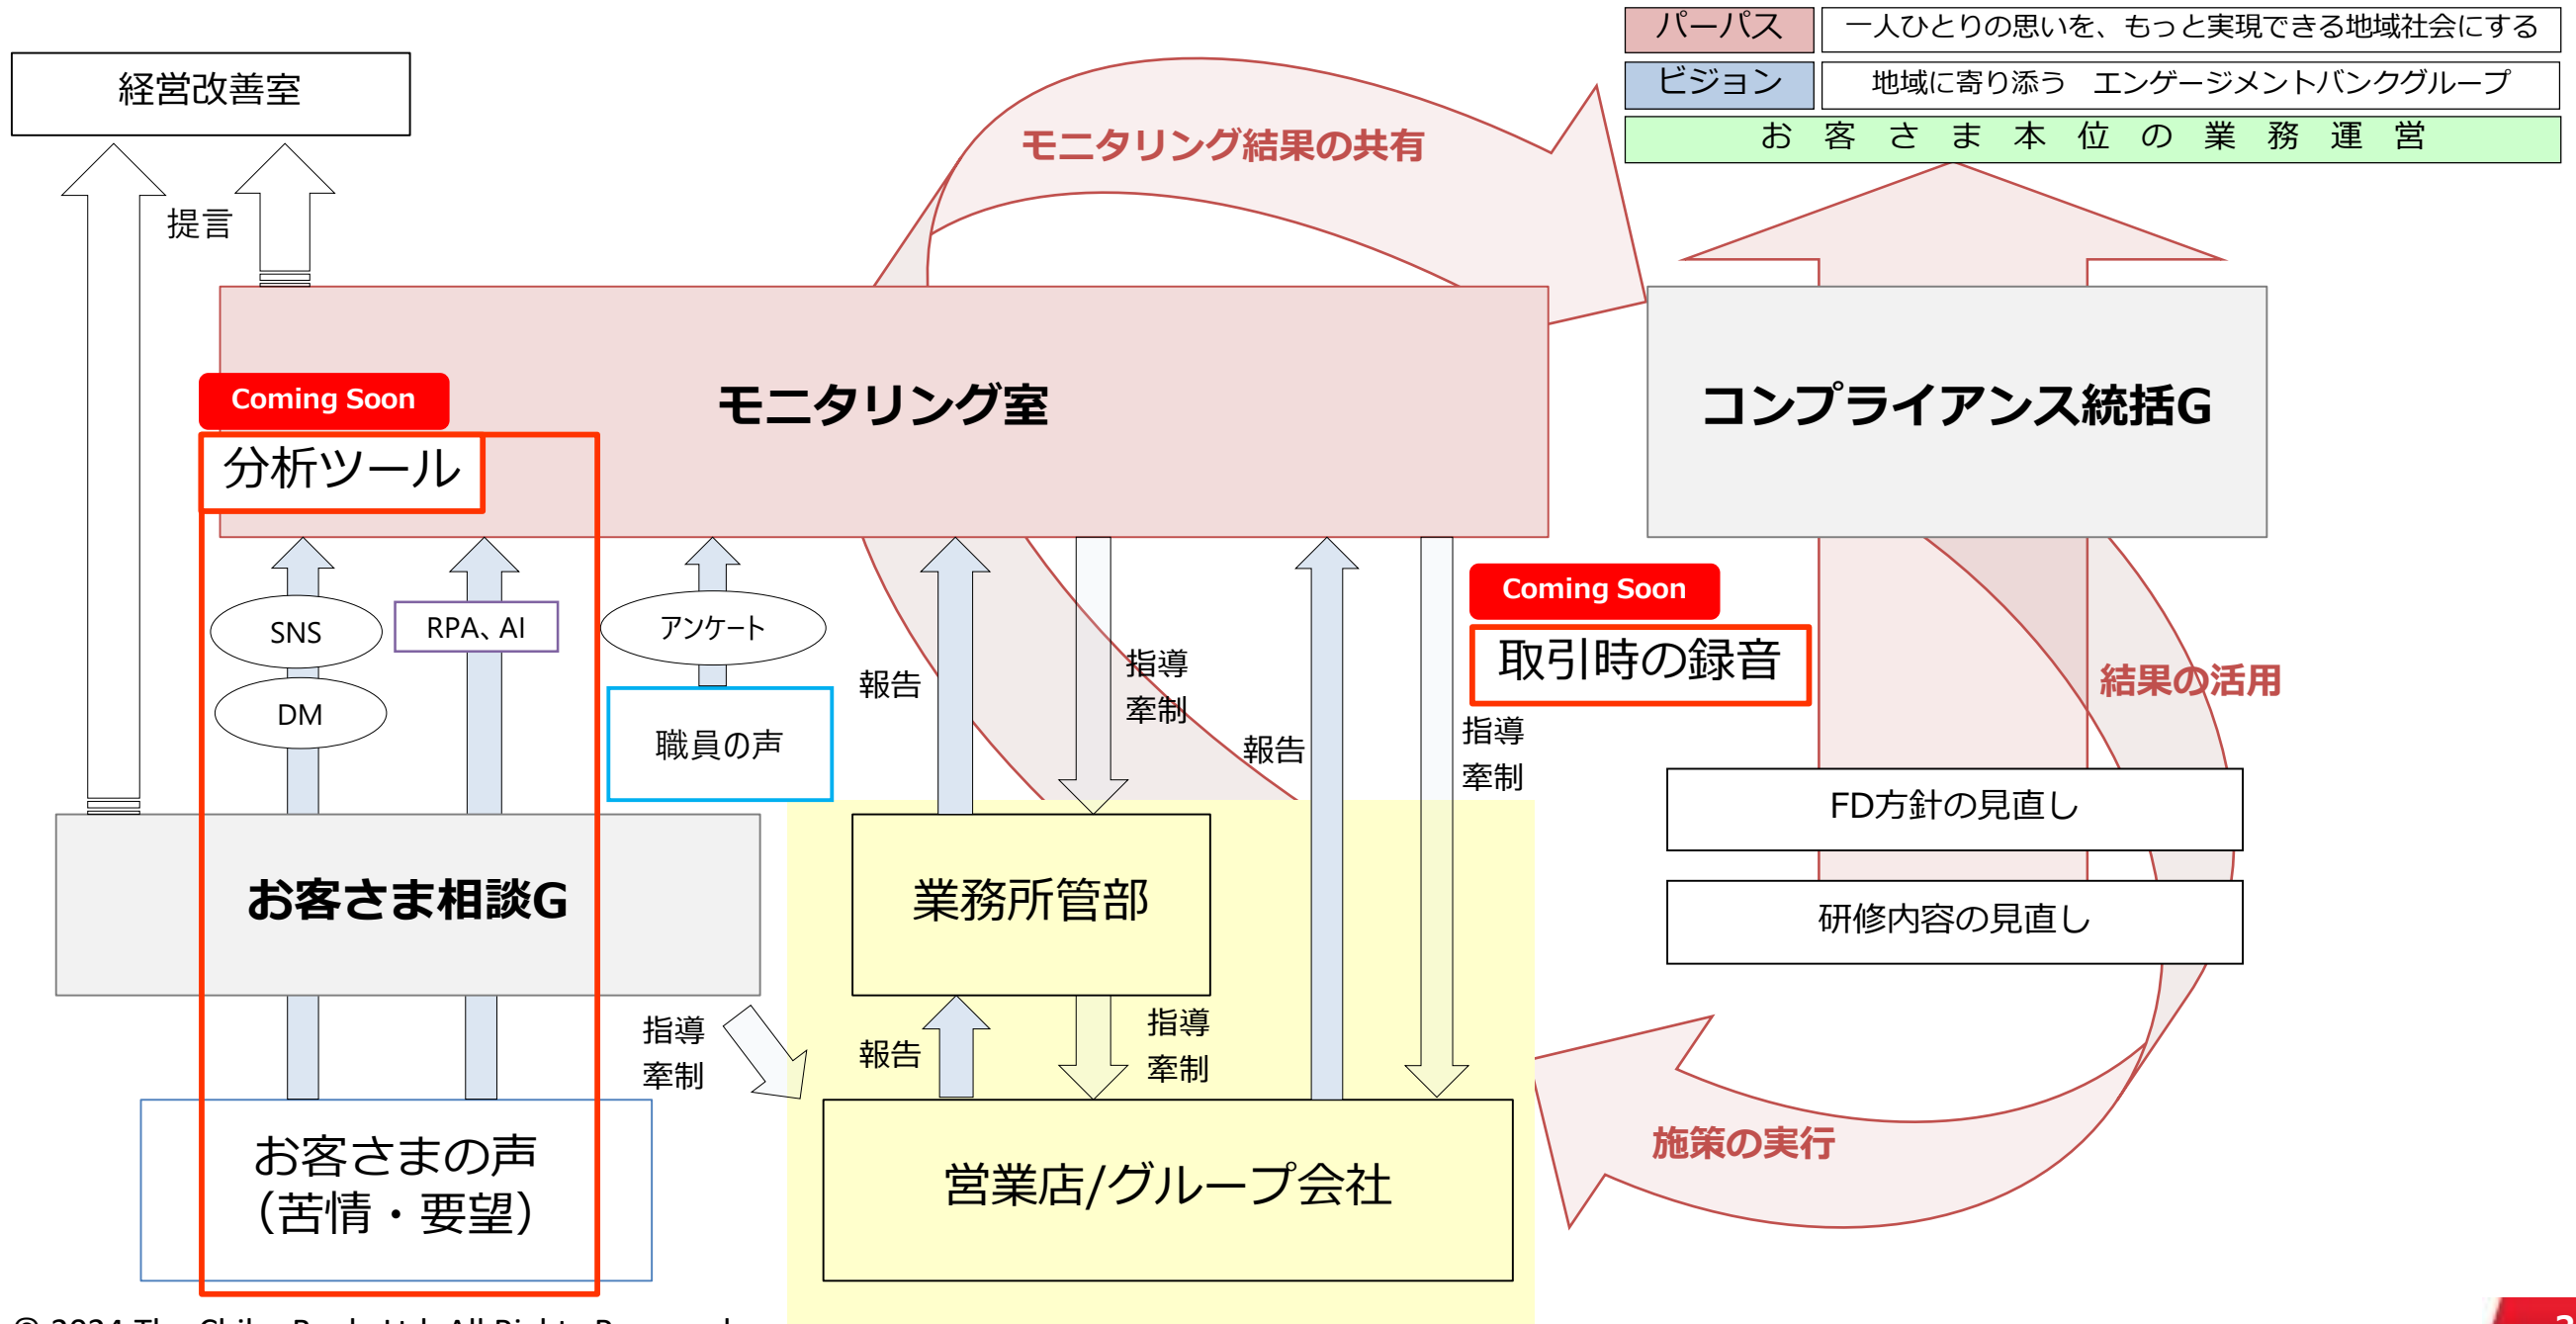 パーパス
一人ひとりの思いを、もっと実現できる地域社会にする
ビジョン
地域に寄り添う　エンゲージメントバンクグループ
お客さま本位の業務運営
経営改善室
提言
モニタリング結果の共有
モニタリング室
コンプライアンス統括G
Coming Soon
分析ツール
SNS
DM
RPA、AI
アンケート
職員の声
報告
指導
牽制
報告
指導
牽制
Coming Soon
取引時の録音
結果の活用
FD方針の見直し
研修内容の見直し
お客さま相談G
業務所管部
指導
牽制
報告
指導
牽制
施策の実行
お客さまの声
（苦情・要望）
営業店/グループ会社